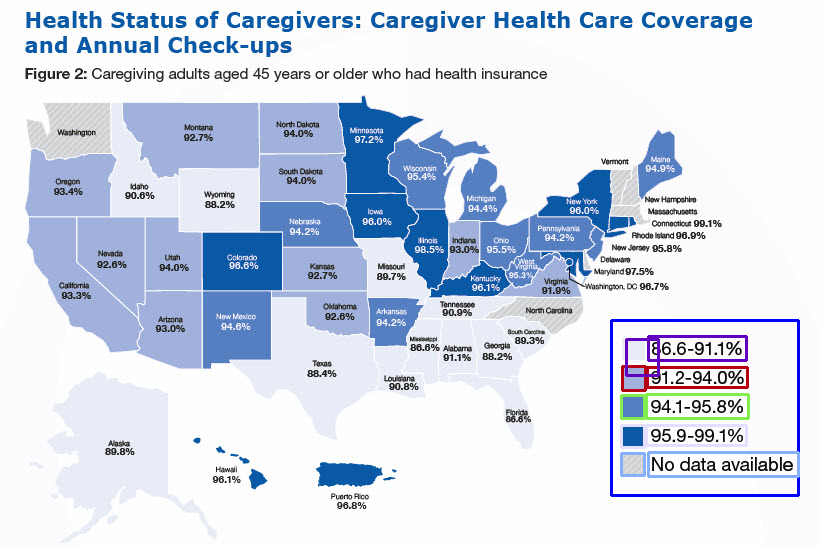 Health Status of Caregivers: Caregiver Health Care Coverage
and Annual Check-ups
Figure 2: Caregiving adults aged 45 years or older who had health insurance
Washington
Montana
92.7%
North Dakota
94.0%
Minnesota
97.2%
Oregon
93.4%
Idaho
90.6%
Wyoming
88.2%
South Dakota
94.0%
Wisconsin
95.4%
Michigan
94.4%
Vermont
Maine
94.9%
New York
96.0%
New Hampshire
Massachusetts
Connecticut 99.1%
Rhode Island 96.9%
New Jersey 95.8%
Delaware
Maryland 97.5%
Washington, DC 96.7%
Nebraska
94.2%
Iowa
96.0%
Illinois
98.5%
Indiana
93.0%
Ohio
95.5%
Pennsylvania
94.2%
West
Virginia
95.3%
Virginia
91.9%
Nevada
92.6%
Utah
94.0%
Colorado
96.6%
Kansas
92.7%
Missouri
89.7%
Kentucky
96.1%
California
93.3%
Arizona
93.0%
New Mexico
94.6%
Oklahoma
92.6%
Arkansas
94.2%
Tennessee
90.9%
North Carolina
South Carolina
89.3%
Mississippi
86.6%
Alabama
91.1%
Georgia
88.2%
Texas
88.4%
Louisiana
90.8%
Florida
86.6%
Alaska
89.8%
Hawaii
96.1%
Puerto Rico
96.8%
86.6-91.1%
91.2-94.0%
94.1-95.8%
95.9-99.1%
No data available